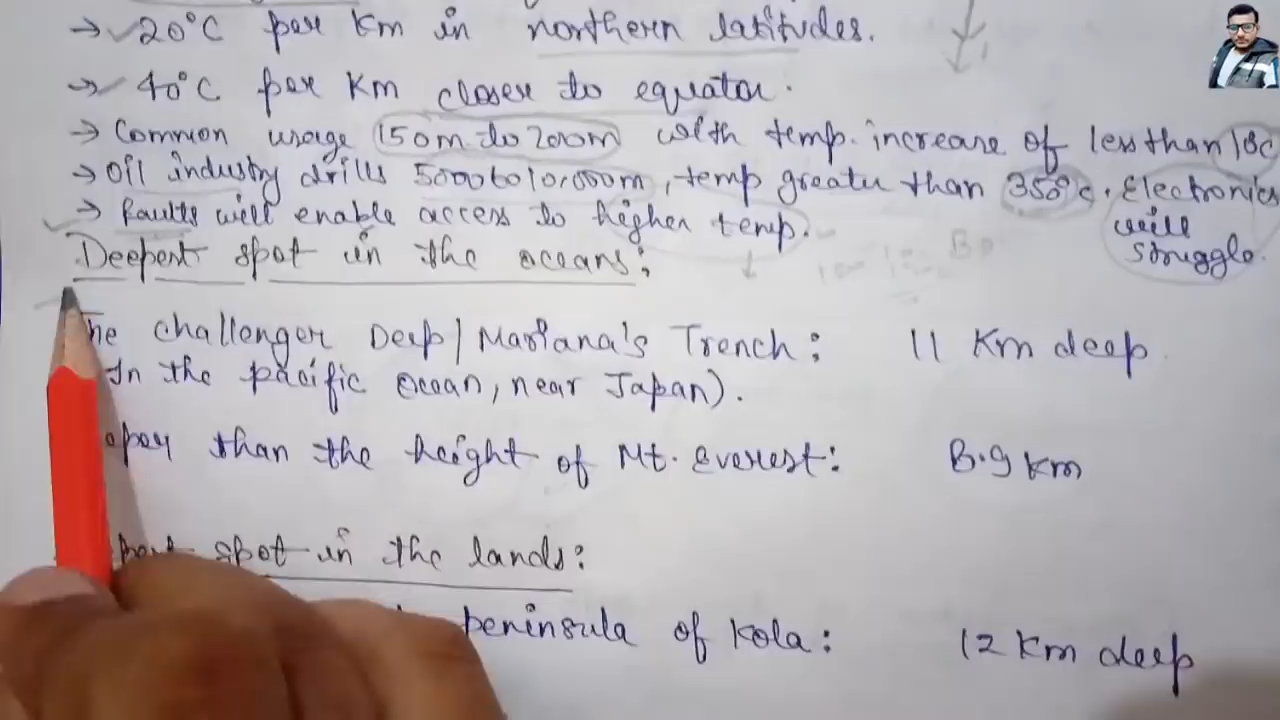 → 20°C per km in northern latitudes.
→ 40°C per km closer to equator.
→ Common usage 150m to 200m with temp. increase of less than 18c
→ Oil industry drills 5000 to 10,000m, temp greater than 350°c. Electronics will struggle.
→ Faults will enable access to higher temp.
Deepest spot in the oceans:
The challenger Deep/Mariana's Trench: 11 km deep
In the pacific ocean, near Japan).
than the height of Mt. Everest: 8.9 km
spot in the lands:
peninsula of Kola: 12 km deep